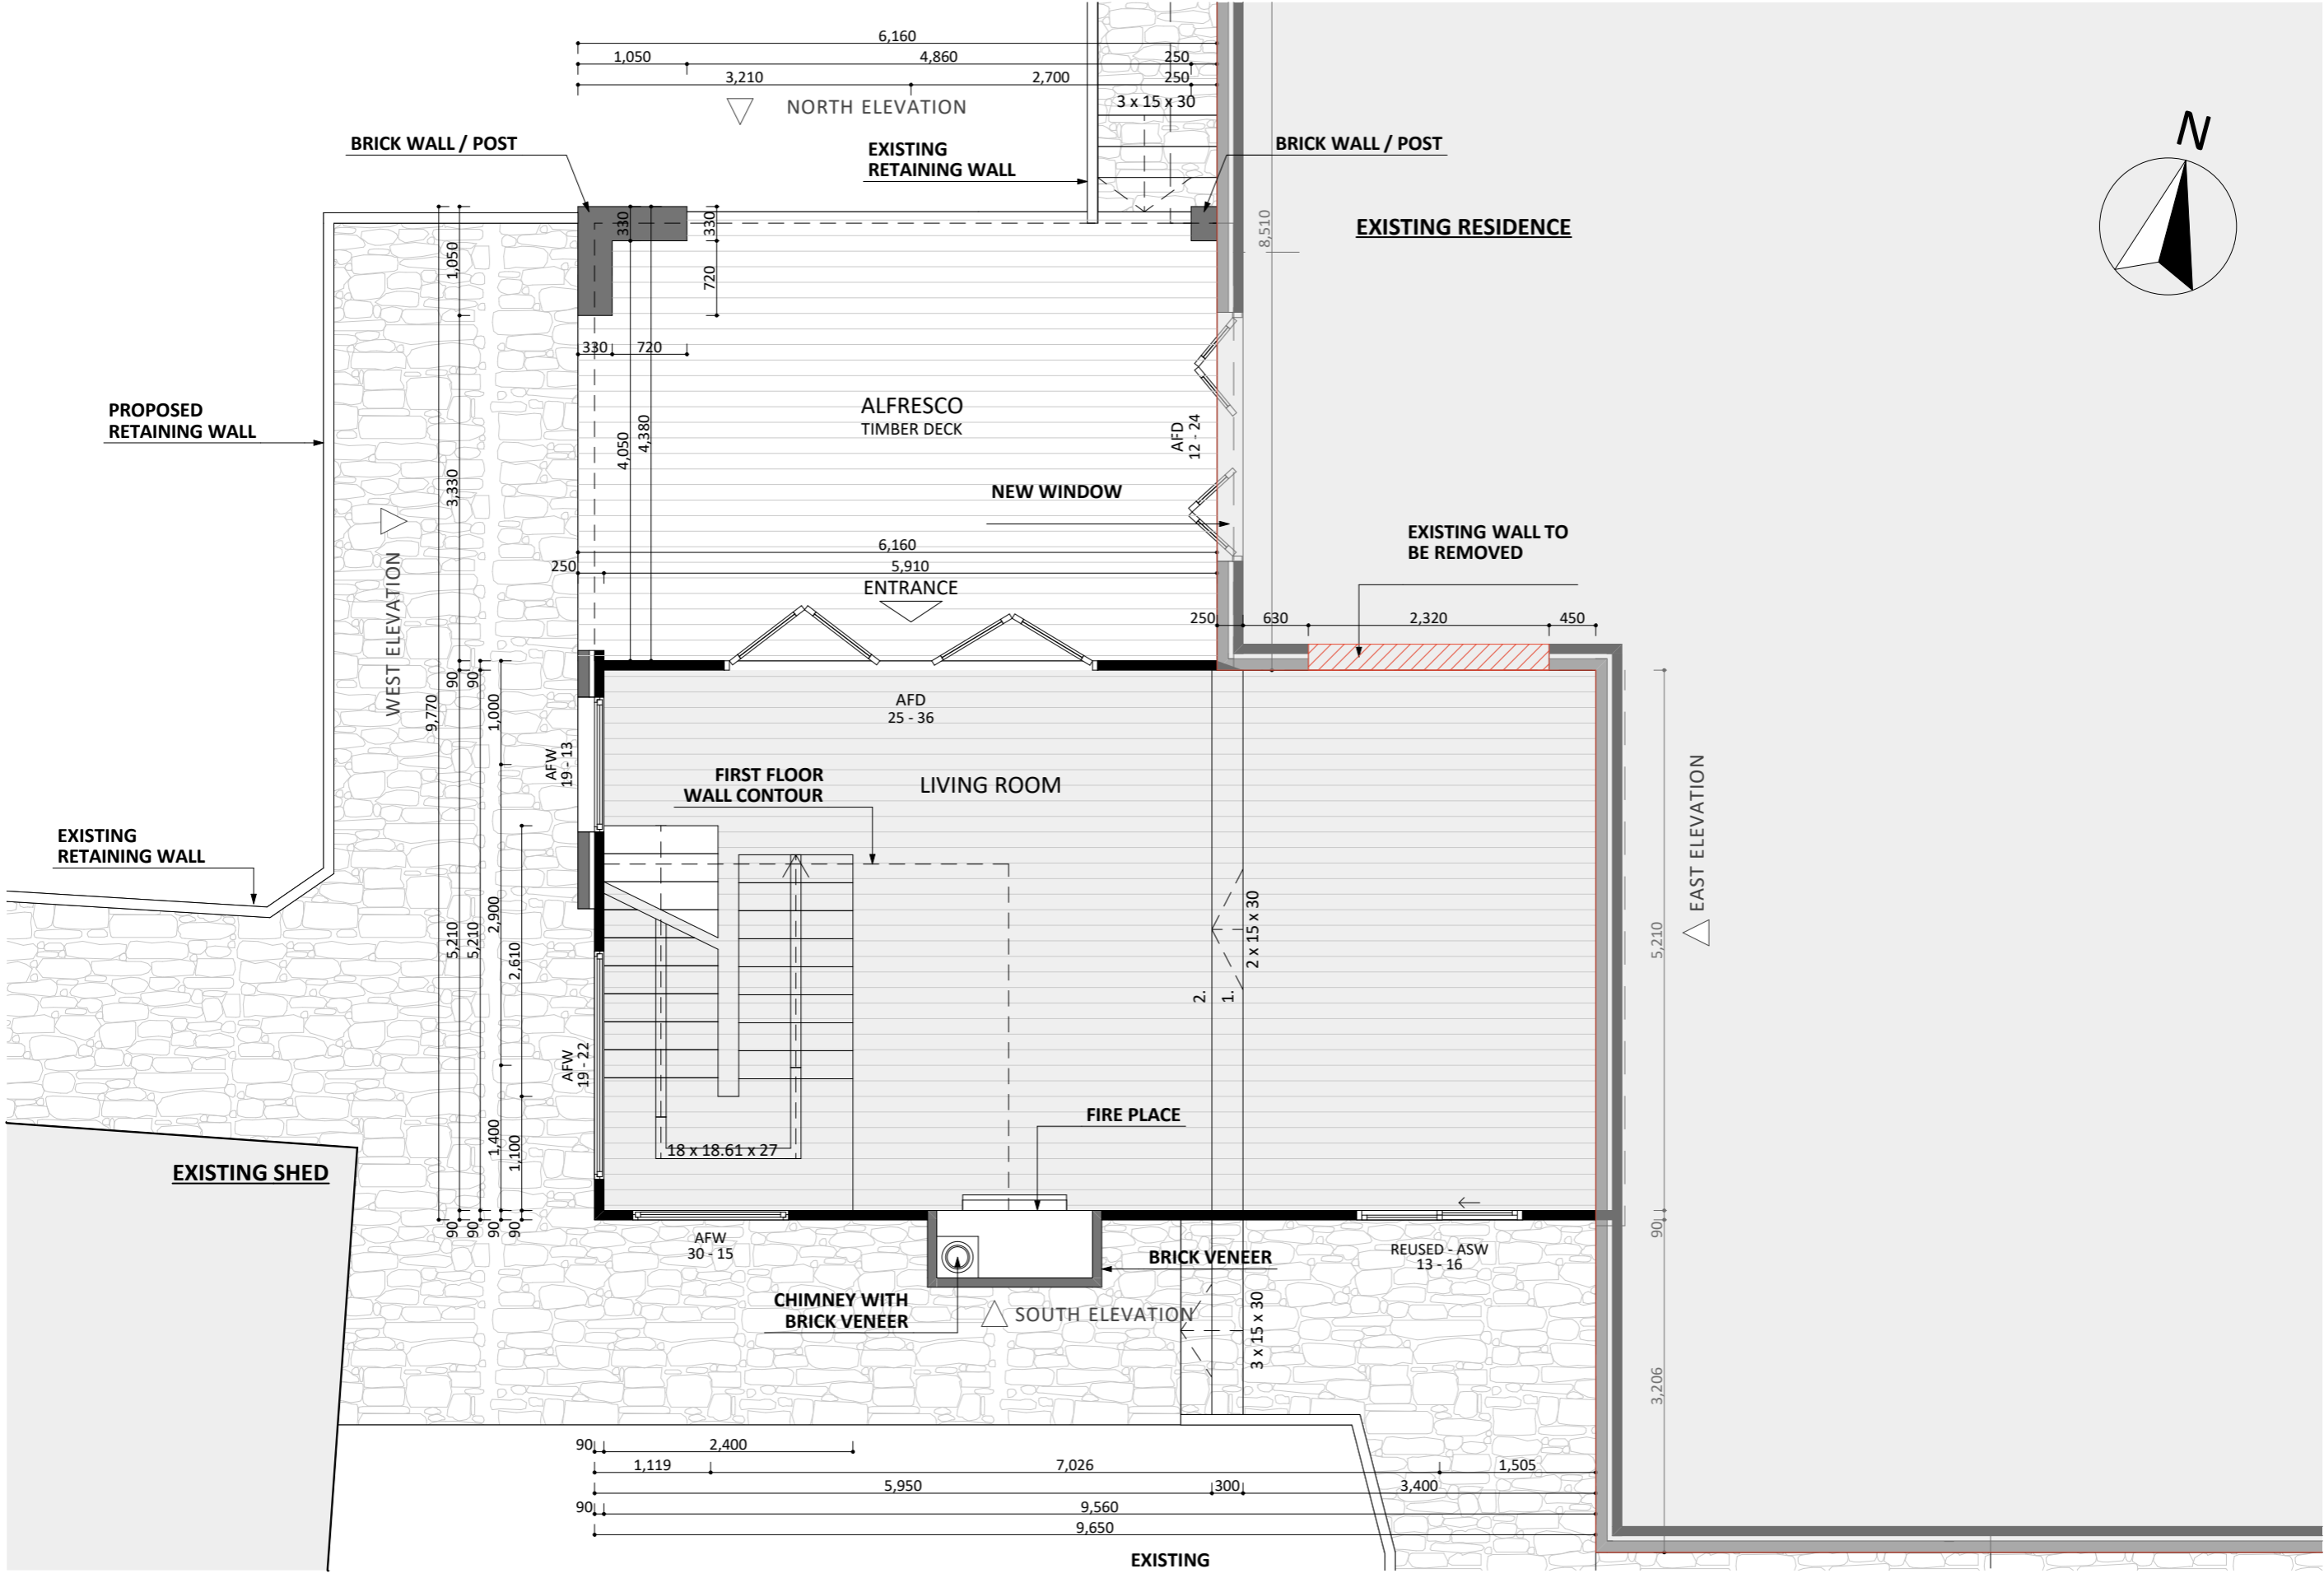 6,160
1,050
4,860
250
3,210
2,700
250
NORTH ELEVATION
3 x 15 x 30
N
BRICK WALL / POST
EXISTING
RETAINING WALL
BRICK WALL / POST
EXISTING RESIDENCE
8,510
330
330
1,050
720
330
720
PROPOSED
RETAINING WALL
ALFRESCO
TIMBER DECK
AFD
12 - 24
4,050
4,380
3,330
NEW WINDOW
WEST ELEVATION
EXISTING WALL TO
BE REMOVED
6,160
250
5,910
ENTRANCE
250
630
2,320
450
90
90
9,770
1,000
AFD
25 - 36
AFW
19 - 13
FIRST FLOOR
WALL CONTOUR
LIVING ROOM
EAST ELEVATION
EXISTING
RETAINING WALL
5,210
5,210
2,900
2,610
2 x 15 x 30
2.
1.
5,210
AFW
19 - 22
1,400
1,100
FIRE PLACE
18 x 18.61 x 27
EXISTING SHED
90
90
90
90
90
AFW
30 - 15
BRICK VENEER
REUSED - ASW
13 - 16
CHIMNEY WITH
BRICK VENEER
SOUTH ELEVATION
3 x 15 x 30
3,206
90
2,400
1,119
7,026
1,505
5,950
300
3,400
90
9,560
9,650
EXISTING